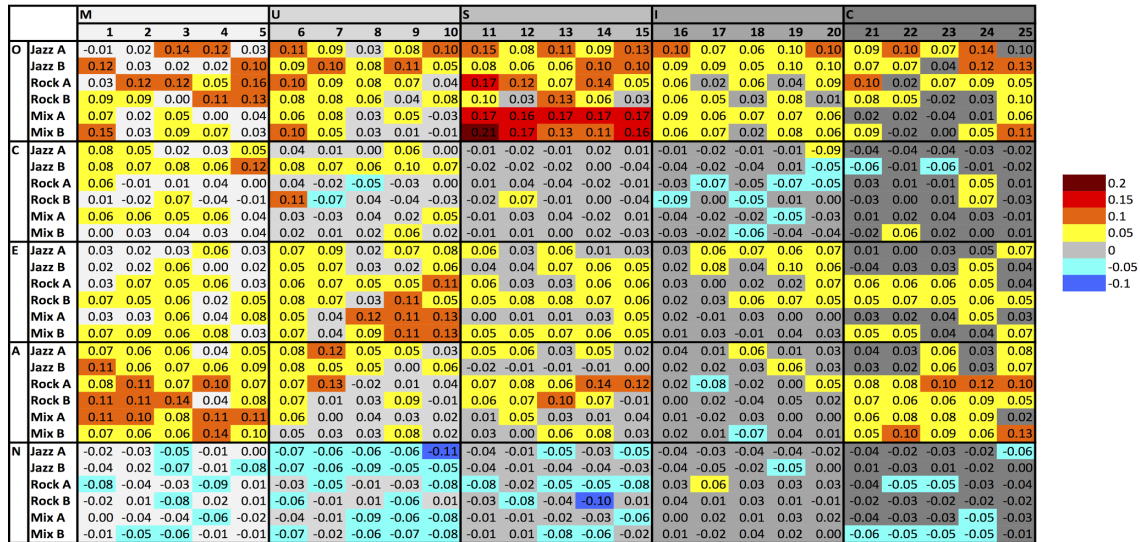 M U S I C
1 2 3 4 5 6 7 8 9 10 11 12 13 14 15 16 17 18 19 20 21 22 23 24 25
O Jazz A -0.01 0.02 0.14 0.12 0.03 0.11 0.09 0.03 0.08 0.10 0.15 0.08 0.11 0.09 0.13 0.10 0.07 0.06 0.10 0.10 0.09 0.10 0.07 0.14 0.10
Jazz B 0.12 0.03 0.02 0.02 0.10 0.09 0.10 0.08 0.11 0.05 0.08 0.06 0.06 0.10 0.10 0.09 0.09 0.05 0.10 0.10 0.07 0.07 0.04 0.12 0.13
Rock A 0.03 0.12 0.12 0.05 0.16 0.10 0.09 0.08 0.07 0.04 0.17 0.12 0.07 0.14 0.05 0.06 0.02 0.06 0.04 0.09 0.10 0.02 0.07 0.09 0.05
Rock B 0.09 0.09 0.00 0.11 0.13 0.08 0.08 0.06 0.04 0.08 0.10 0.03 0.13 0.06 0.03 0.06 0.05 0.03 0.08 0.01 0.08 0.05 -0.02 0.03 0.10
Mix A 0.07 0.02 0.05 0.00 0.04 0.06 0.08 0.03 0.05 -0.03 0.17 0.16 0.17 0.17 0.17 0.09 0.06 0.07 0.07 0.06 0.02 0.02 -0.04 0.06 0.01
Mix B 0.15 0.03 0.09 0.07 0.03 0.10 0.05 0.03 0.01 -0.01 0.21 0.17 0.13 0.11 0.16 0.06 0.06 0.02 0.08 0.06 0.09 -0.02 0.00 0.05 0.11
C Jazz A 0.08 0.05 0.02 0.03 0.05 0.04 0.01 0.00 0.06 0.00 -0.01 -0.02 -0.01 0.02 0.01 -0.01 -0.02 -0.01 -0.02 -0.09 -0.04 -0.04 -0.04 -0.03 -0.02
Jazz B 0.08 0.07 0.08 0.06 0.12 0.08 0.07 0.06 0.10 0.07 -0.02 -0.02 -0.02 0.00 -0.04 -0.04 -0.02 -0.04 0.01 -0.05 -0.06 -0.01 -0.06 -0.01 -0.02
Rock A 0.06 -0.01 0.01 0.04 0.00 0.04 -0.02 -0.05 -0.03 0.00 0.01 -0.04 -0.04 -0.02 -0.01 -0.03 -0.07 -0.03 -0.07 -0.05 -0.03 -0.01 -0.01 0.05 0.01
Rock B 0.01 -0.02 0.07 -0.04 -0.01 0.11 -0.07 0.04 -0.04 -0.03 -0.02 0.07 -0.01 0.00 -0.04 -0.09 0.00 -0.05 -0.01 0.00 0.03 0.00 0.00 0.07 -0.03
Mix A 0.06 0.06 0.05 0.06 0.04 0.03 -0.03 0.04 0.02 0.05 -0.01 0.03 0.04 -0.02 -0.01 -0.03 -0.02 -0.02 -0.05 -0.03 0.01 0.02 0.04 0.03 -0.01
Mix B 0.00 0.03 0.04 0.03 0.04 0.02 0.01 0.02 0.06 0.02 -0.01 0.01 0.00 0.02 -0.03 -0.03 -0.04 -0.06 -0.04 -0.04 -0.02 0.06 0.02 0.00 -0.01
E Jazz A 0.03 0.02 0.03 0.06 0.03 0.07 0.09 0.02 0.07 0.08 0.06 0.03 0.06 0.01 0.03 0.03 0.06 0.07 0.06 0.07 0.01 0.00 0.03 0.05 0.07
Jazz B 0.02 0.02 0.06 0.00 0.02 0.05 0.07 0.03 0.02 0.06 0.04 0.04 0.07 0.06 0.05 0.02 0.08 0.04 0.10 0.06 -0.04 0.03 0.03 0.05 0.04
Rock A 0.03 0.07 0.05 0.06 0.03 0.06 0.07 0.05 0.05 0.11 0.06 0.03 0.03 0.06 0.05 0.03 0.00 0.02 0.02 0.01 0.06 0.06 0.05 0.06 0.04
Rock B 0.07 0.05 0.06 0.02 0.05 0.08 0.07 0.03 0.11 0.05 0.05 0.08 0.08 0.07 0.06 0.02 0.03 0.06 0.07 0.05 0.06 0.07 0.06 0.05 0.05
Mix A 0.03 0.03 0.06 0.04 0.08 0.05 0.04 0.12 0.11 0.13 0.00 0.01 0.01 0.03 0.05 0.01 0.00 0.02 0.04 0.01 0.03 0.02 0.04 0.05 0.03
Mix B 0.07 0.09 0.06 0.08 0.03 0.07 0.04 0.09 0.11 0.13 0.05 0.05 0.07 0.06 0.05 0.01 0.03 -0.01 0.04 0.03 0.05 0.05 0.04 0.04 0.07
A Jazz A 0.07 0.06 0.06 0.04 0.05 0.08 0.12 0.05 0.05 0.03 0.05 0.06 0.03 0.05 0.02 0.04 0.01 0.06 0.01 0.03 0.04 0.03 0.06 0.03 0.08
Jazz B 0.11 0.06 0.07 0.06 0.09 0.08 0.05 0.05 0.00 0.06 -0.02 -0.01 -0.01 -0.01 0.00 0.01 0.02 0.03 0.06 0.03 0.04 0.03 0.06 0.03 0.07
Rock A 0.08 0.11 0.07 0.10 0.07 0.07 0.13 -0.02 0.01 0.04 0.07 0.08 0.06 0.14 0.12 0.02 -0.08 -0.02 0.00 0.05 0.08 0.08 0.10 0.12 0.10
Rock B 0.11 0.11 0.14 0.04 0.08 0.07 0.01 0.03 0.09 -0.01 0.04 0.03 0.10 0.07 -0.01 0.00 -0.02 0.00 0.02 0.02 0.07 0.06 0.06 0.09 0.05
Mix A 0.11 0.10 0.08 0.11 0.11 0.06 0.00 0.04 0.03 0.02 0.01 0.05 0.03 0.01 0.04 0.01 -0.02 0.03 0.00 0.04 0.06 0.08 0.08 0.09 0.02
Mix B 0.07 0.06 0.06 0.14 0.10 0.05 0.03 0.03 0.08 0.02 0.03 0.00 0.06 0.08 0.03 0.02 0.01 -0.07 0.04 0.01 0.07 0.10 0.09 0.06 0.13
N Jazz A -0.02 -0.03 -0.05 -0.01 0.00 -0.07 -0.06 -0.06 -0.06 -0.11 -0.04 -0.01 -0.05 -0.03 -0.05 -0.04 -0.03 -0.04 -0.04 -0.04 -0.04 -0.02 -0.03 -0.02 -0.06
Jazz B -0.04 0.02 -0.07 -0.01 -0.08 -0.07 -0.06 -0.09 -0.05 -0.05 -0.04 -0.01 -0.04 -0.04 -0.03 -0.04 -0.02 -0.02 -0.05 0.00 0.01 -0.03 -0.01 -0.02 0.00
Rock A -0.08 -0.04 -0.03 -0.09 0.01 -0.03 -0.05 -0.01 -0.03 -0.08 -0.08 -0.02 -0.05 -0.05 -0.08 0.03 0.06 0.03 0.02 0.01 -0.04 -0.05 -0.05 -0.03 -0.04
Rock B -0.02 0.01 -0.08 0.02 -0.01 -0.06 -0.01 0.01 -0.06 0.01 -0.02 -0.08 -0.04 -0.10 0.01 0.04 0.01 0.03 0.03 0.01 -0.02 -0.02 -0.02 -0.02 -0.02
Mix A 0.00 -0.04 -0.04 -0.06 -0.02 -0.04 -0.01 -0.09 -0.06 -0.08 -0.01 -0.01 -0.02 -0.03 -0.06 0.00 0.02 0.01 0.03 0.02 -0.04 -0.03 -0.03 -0.05 -0.03
Mix B -0.01 -0.05 -0.06 -0.01 -0.01 -0.07 -0.02 -0.06 -0.07 -0.08 -0.01 -0.03 -0.08 -0.06 -0.02 0.01 0.02 0.04 0.02 0.00 -0.06 -0.05 -0.05 -0.05 -0.01
0.2
0.15
0.1
0.05
0
-0.05
-0.1